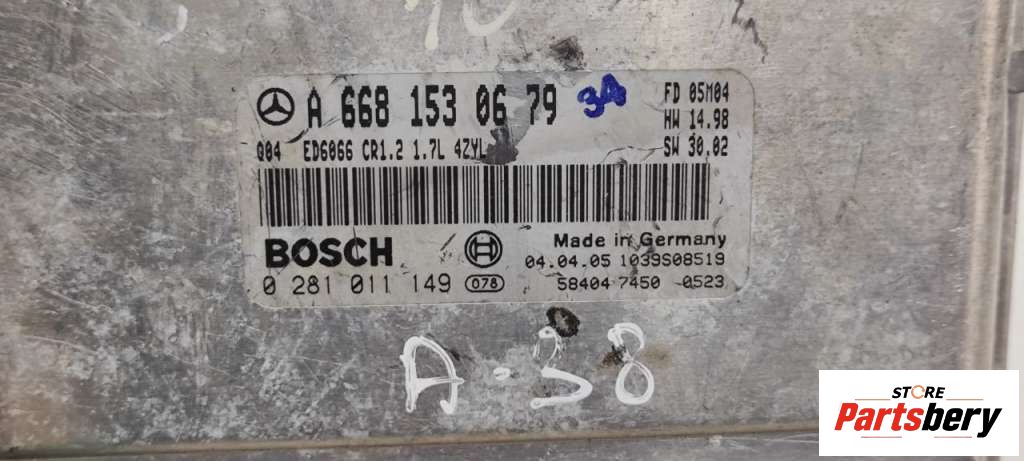 A 668 153 06 79 38
FD 05M04
HW 14.98
Q04 ED6066 CR1.2 1.7L 4ZYL
SW 30.02
BOSCH
Made in Germany
04.04.05 1039S08519
0 281 011 149 078
58404 7450 0523
A-38
STORE
Partsbery